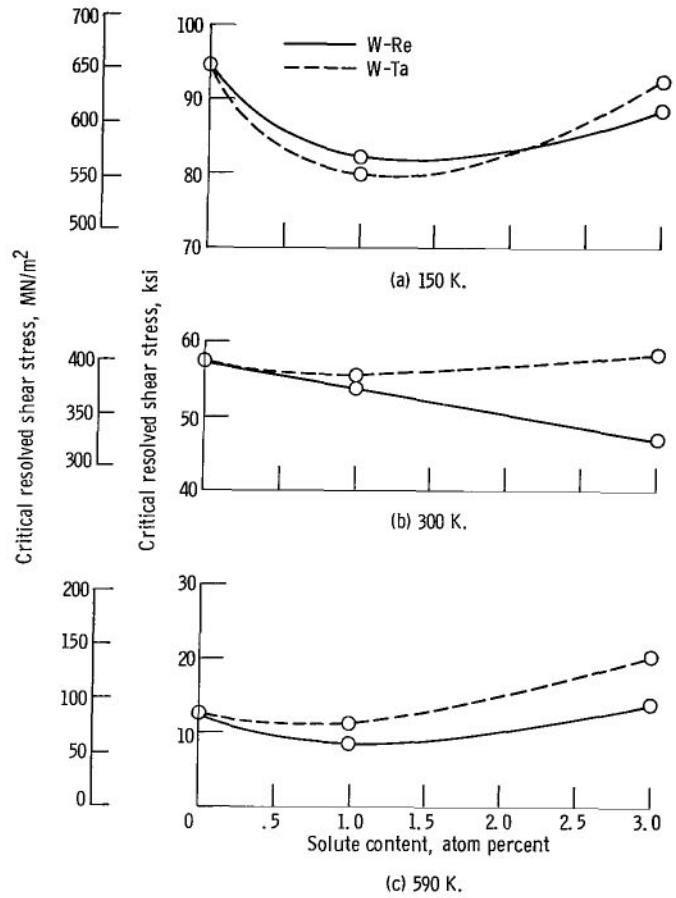 Critical resolved shear stress, MN/m²
Critical resolved shear stress, ksi
700
650
600
550
500
100
90
80
70
W-Re
W-Ta
(a) 150 K.
400
350
300
60
50
40
(b) 300 K.
200
150
100
50
0
30
20
10
0 .5 1.0 1.5 2.0 2.5 3.0
Solute content, atom percent
(c) 590 K.